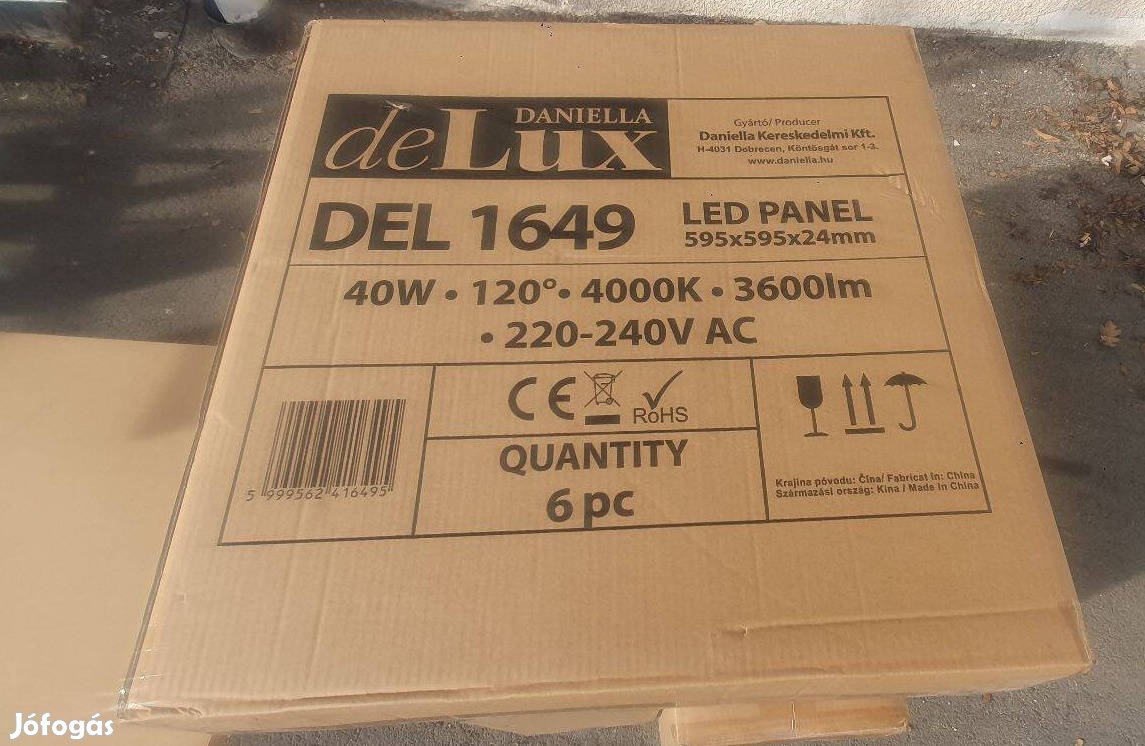 DANIELLA
deLux
Gyártó/ Producer
Daniella Kereskedelmi Kft.
H-4031 Debrecen, Köntösgát sor 1-3.
www.daniella.hu
DEL 1649
LED PANEL
595x595x24mm
40W • 120° • 4000K • 3600lm
• 220-240V AC
5 999562 416495
CE
RoHS
QUANTITY
6 pc
Krajina póvodu: Čína/ Fabricat în: China
Származási ország: Kína / Made in China
Jófogás